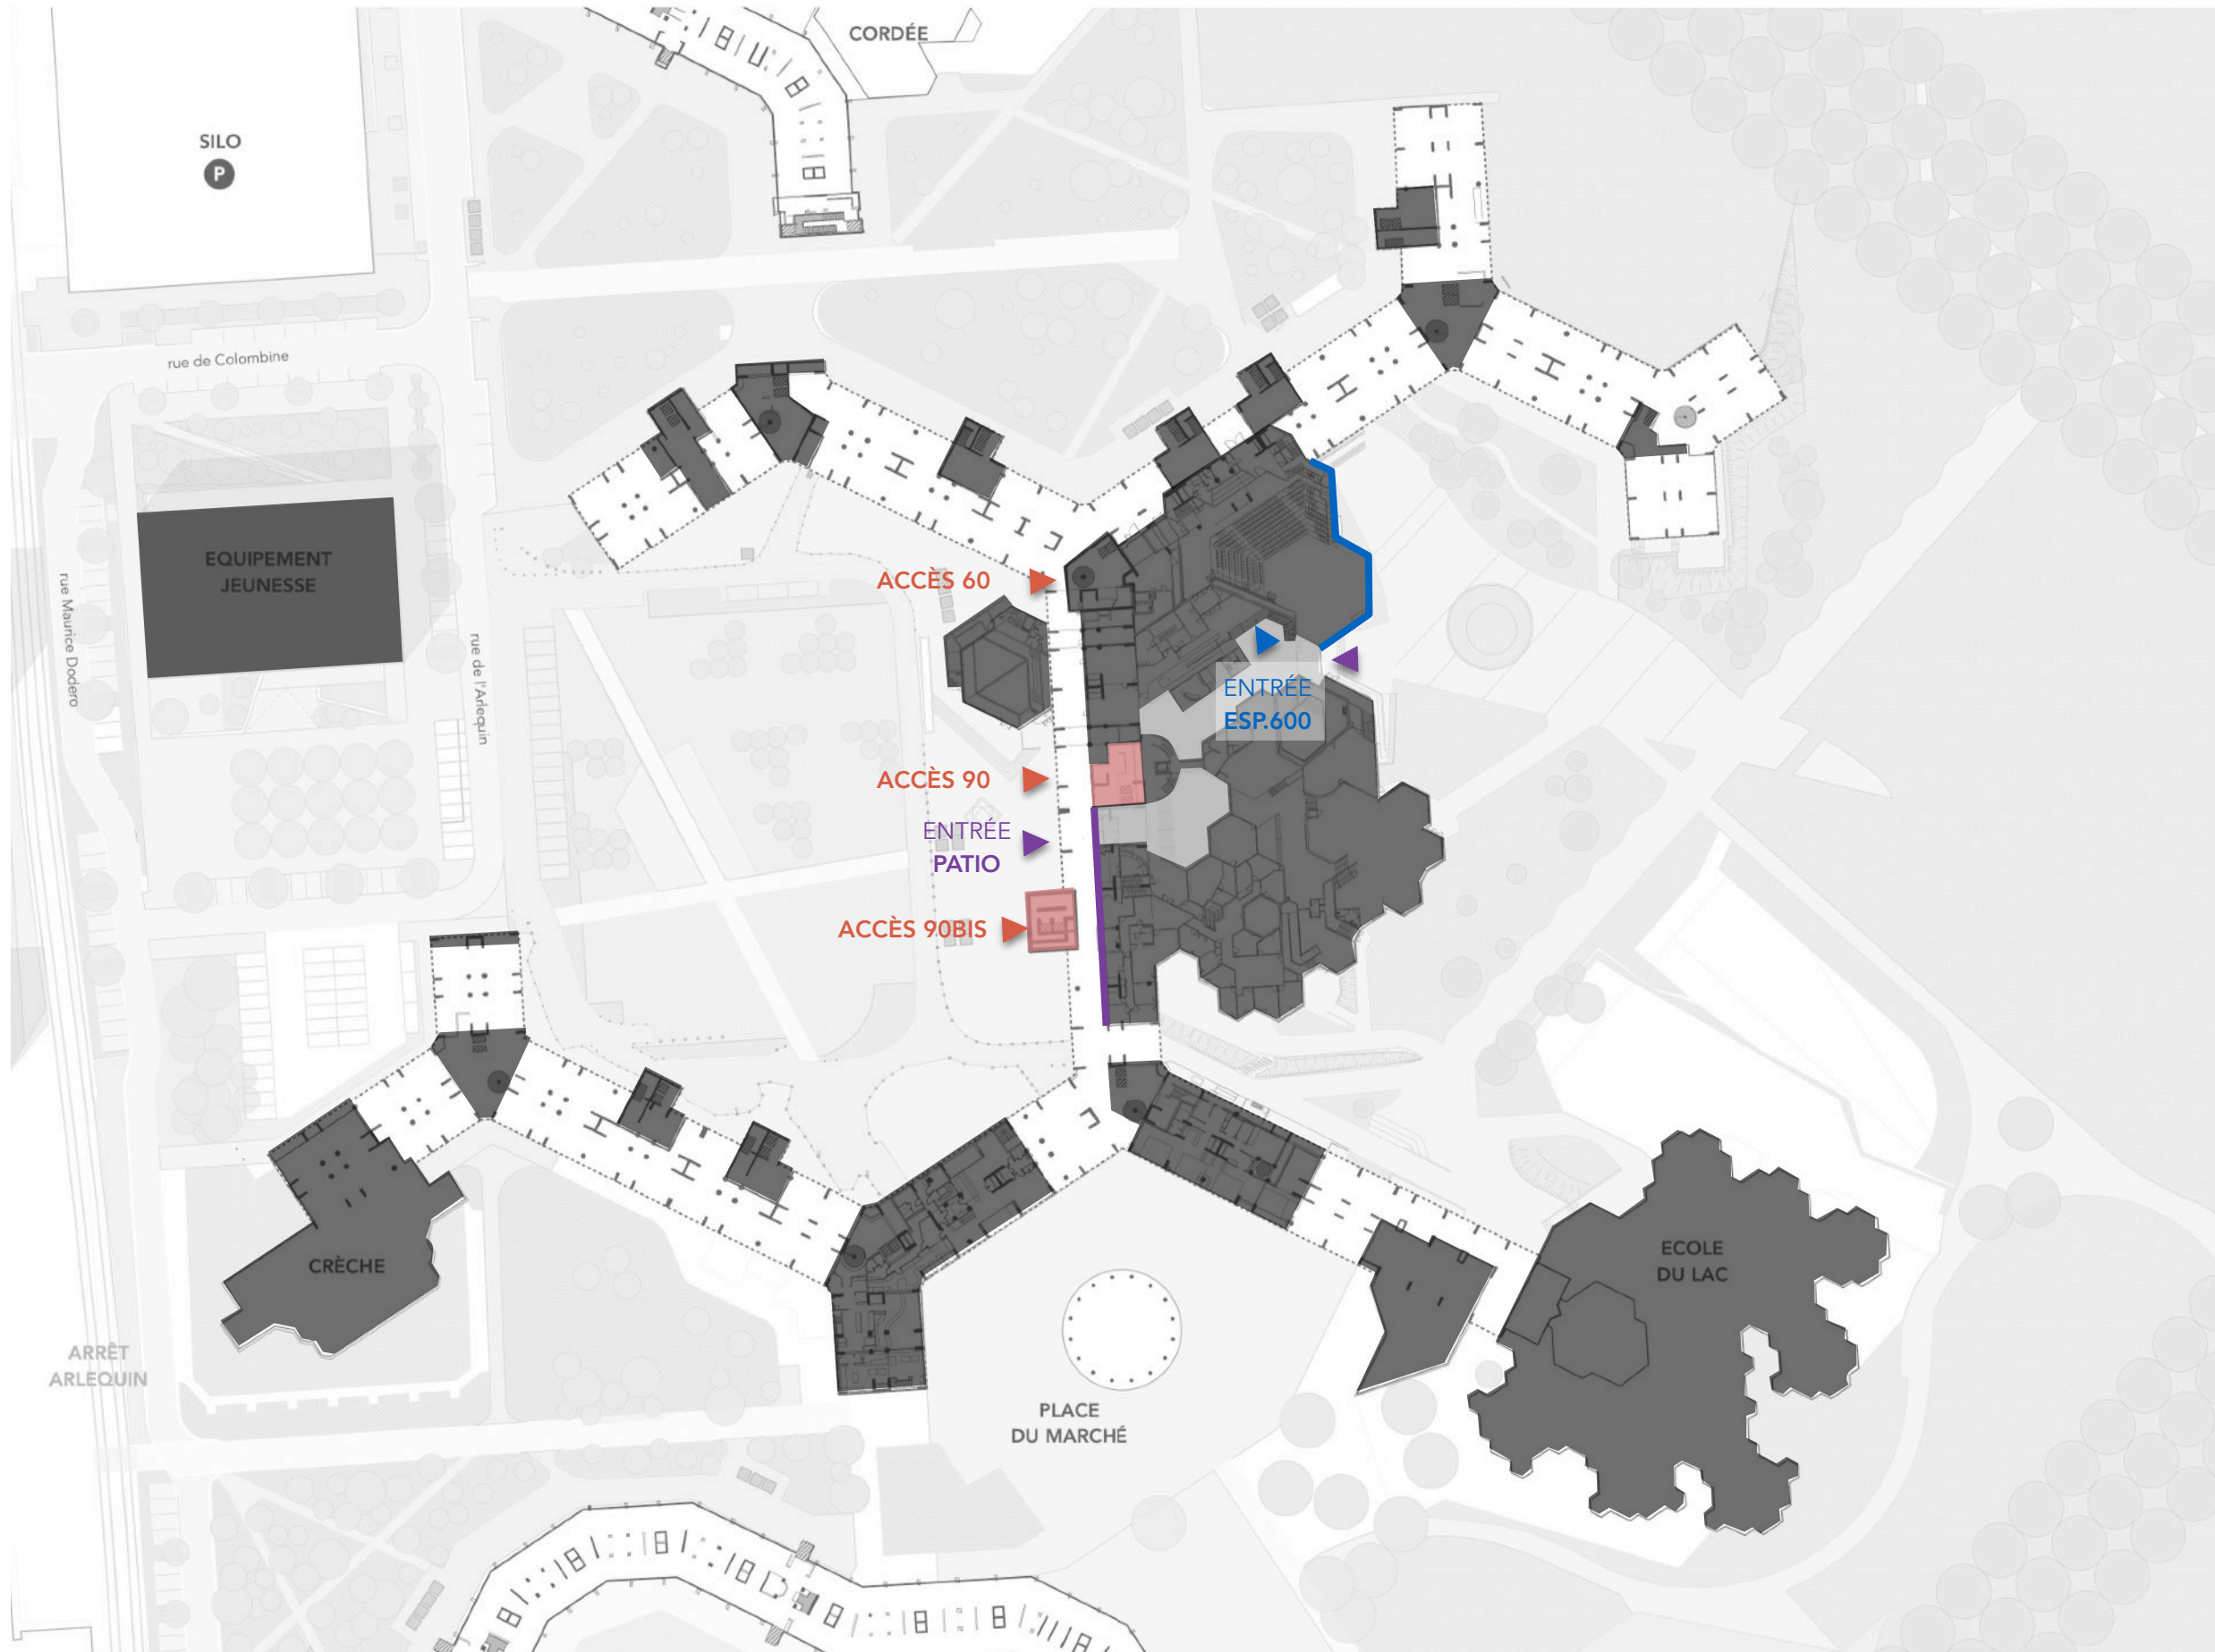 CORDÉE
SILO
P
rue de Colombine
EQUIPEMENT
JEUNESSE
rue Maurice Dodero
rue de l'Arlequin
ACCÈS 60
ENTRÉE
ESP.600
ACCÈS 90
ENTRÉE
PATIO
ACCÈS 90BIS
CRÈCHE
ECOLE
DU LAC
ARRÊT
ARLEQUIN
PLACE
DU MARCHÉ